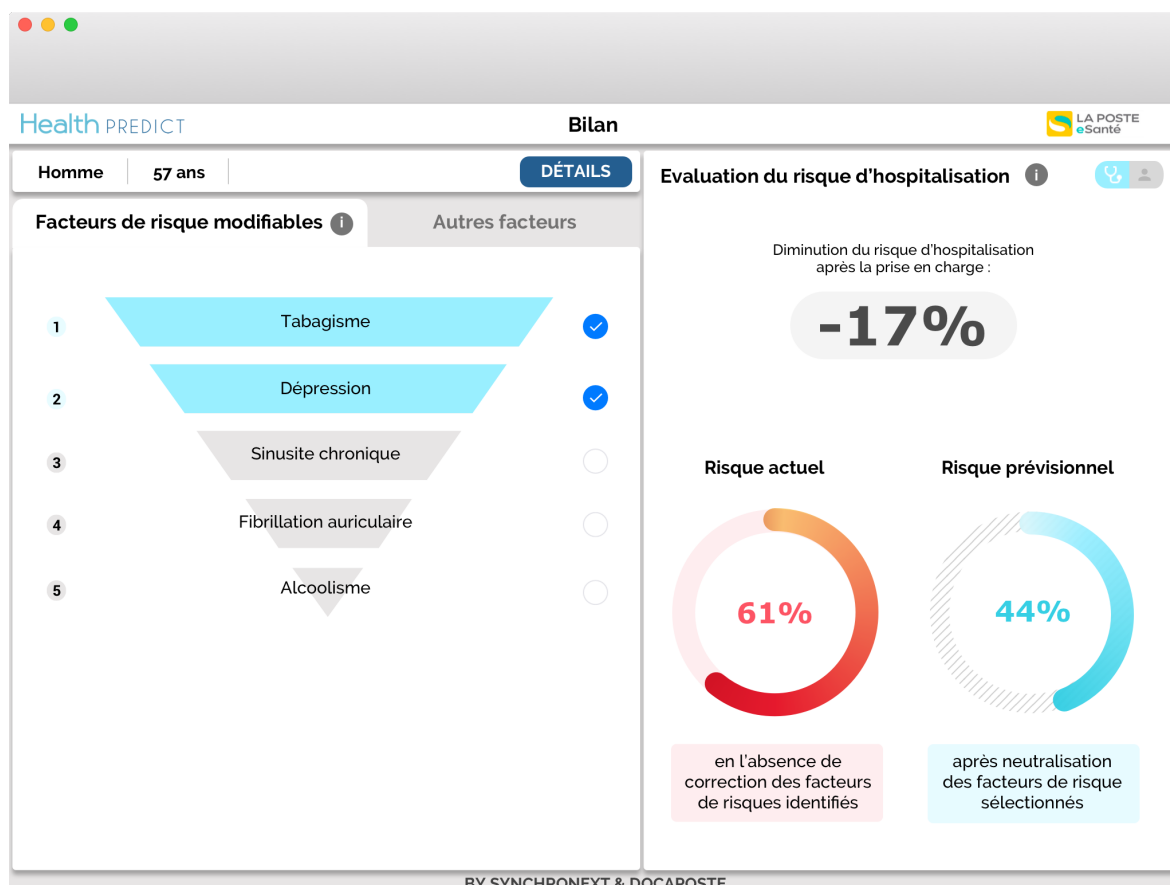 Health PREDICT
Bilan
LA POSTE
eSanté
Homme
57 ans
DÉTAILS
Facteurs de risque modifiables i
Autres facteurs
1
Tabagisme
2
Dépression
3
Sinusite chronique
4
Fibrillation auriculaire
5
Alcoolisme
Evaluation du risque d'hospitalisation i
Diminution du risque d'hospitalisation
après la prise en charge :
-17%
Risque actuel
61%
en l'absence de
correction des facteurs
de risques identifiés
Risque prévisionnel
44%
après neutralisation
des facteurs de risque
sélectionnés
BY SYNCHRONEXT & DOCAPOSTE